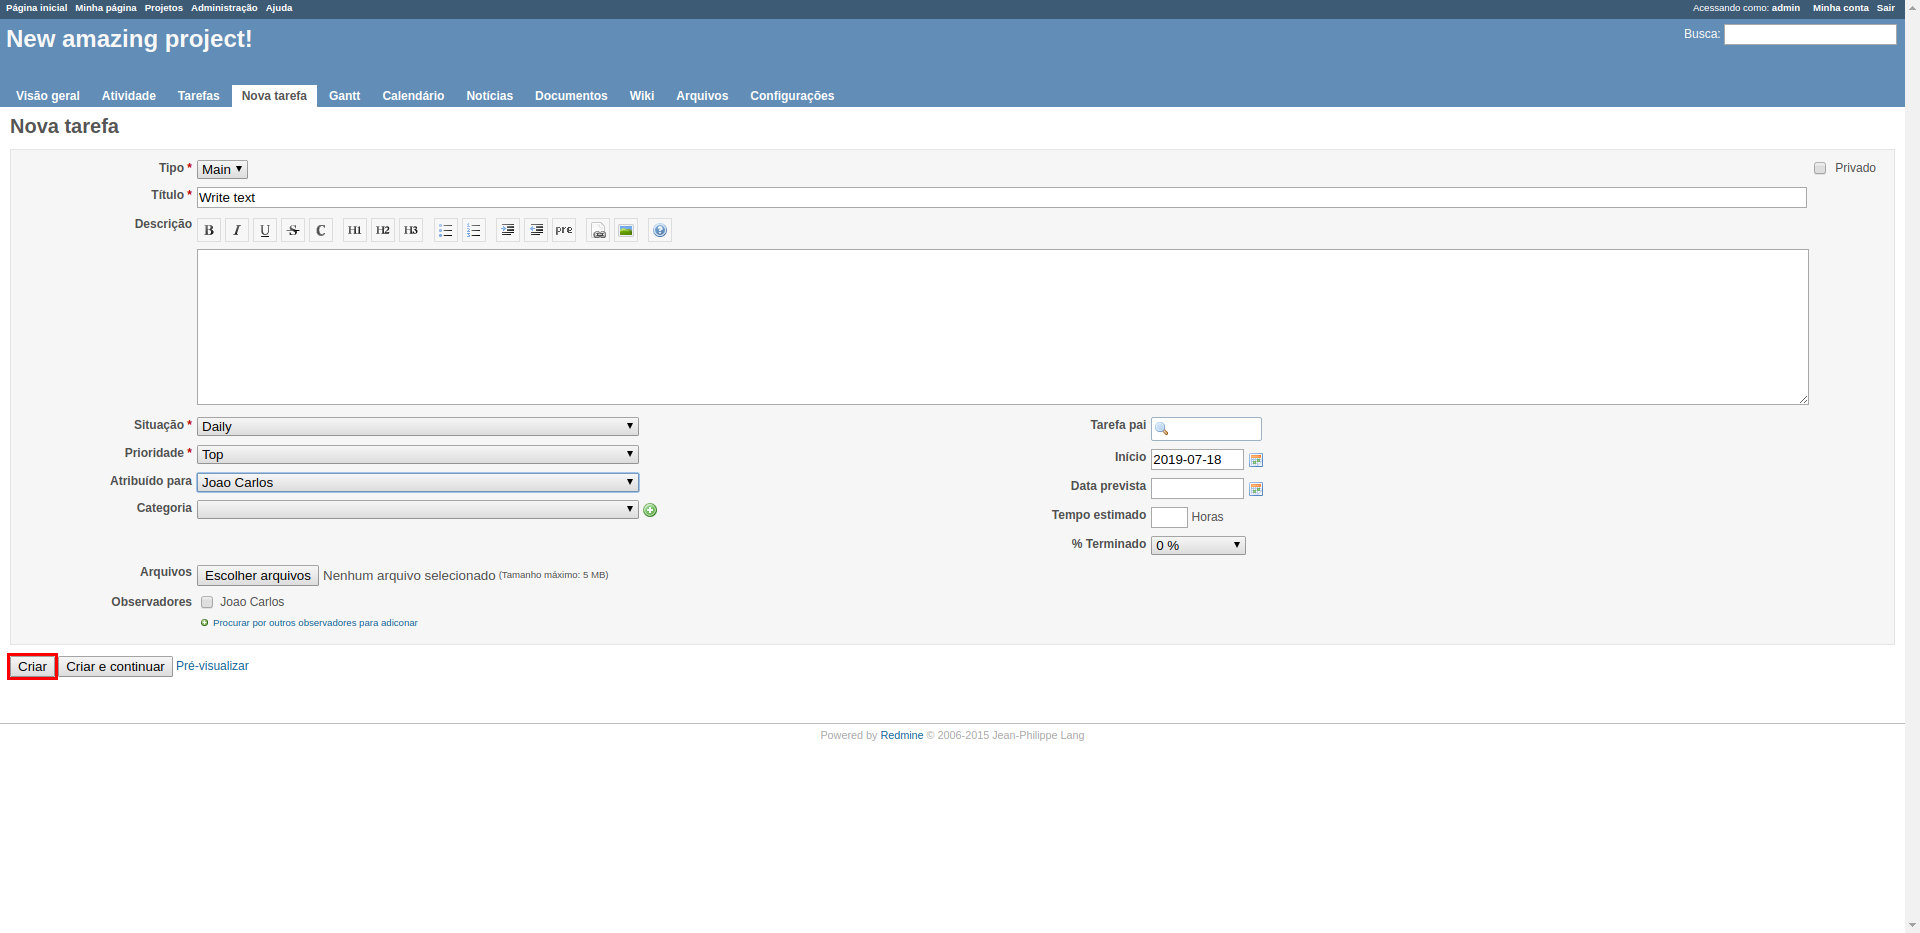 Página inicial Minha página Projetos Administração Ajuda Acessando como: admin Minha conta Sair
New amazing project! Busca:
Visão geral Atividade Tarefas Nova tarefa Gantt Calendário Notícias Documentos Wiki Arquivos Configurações
Nova tarefa
Tipo * Main Privado
Título * Write text
Descrição B I U S C H1 H2 H3 pre
Situação * Daily Tarefa pai
Prioridade * Top Início 2019-07-18
Atribuído para Joao Carlos Data prevista
Categoria Tempo estimado Horas
% Terminado 0 %
Arquivos Escolher arquivos Nenhum arquivo selecionado (Tamanho máximo: 5 MB)
Observadores Joao Carlos
Procurar por outros observadores para adiconar
Criar Criar e continuar Pré-visualizar
Powered by Redmine © 2006-2015 Jean-Philippe Lang